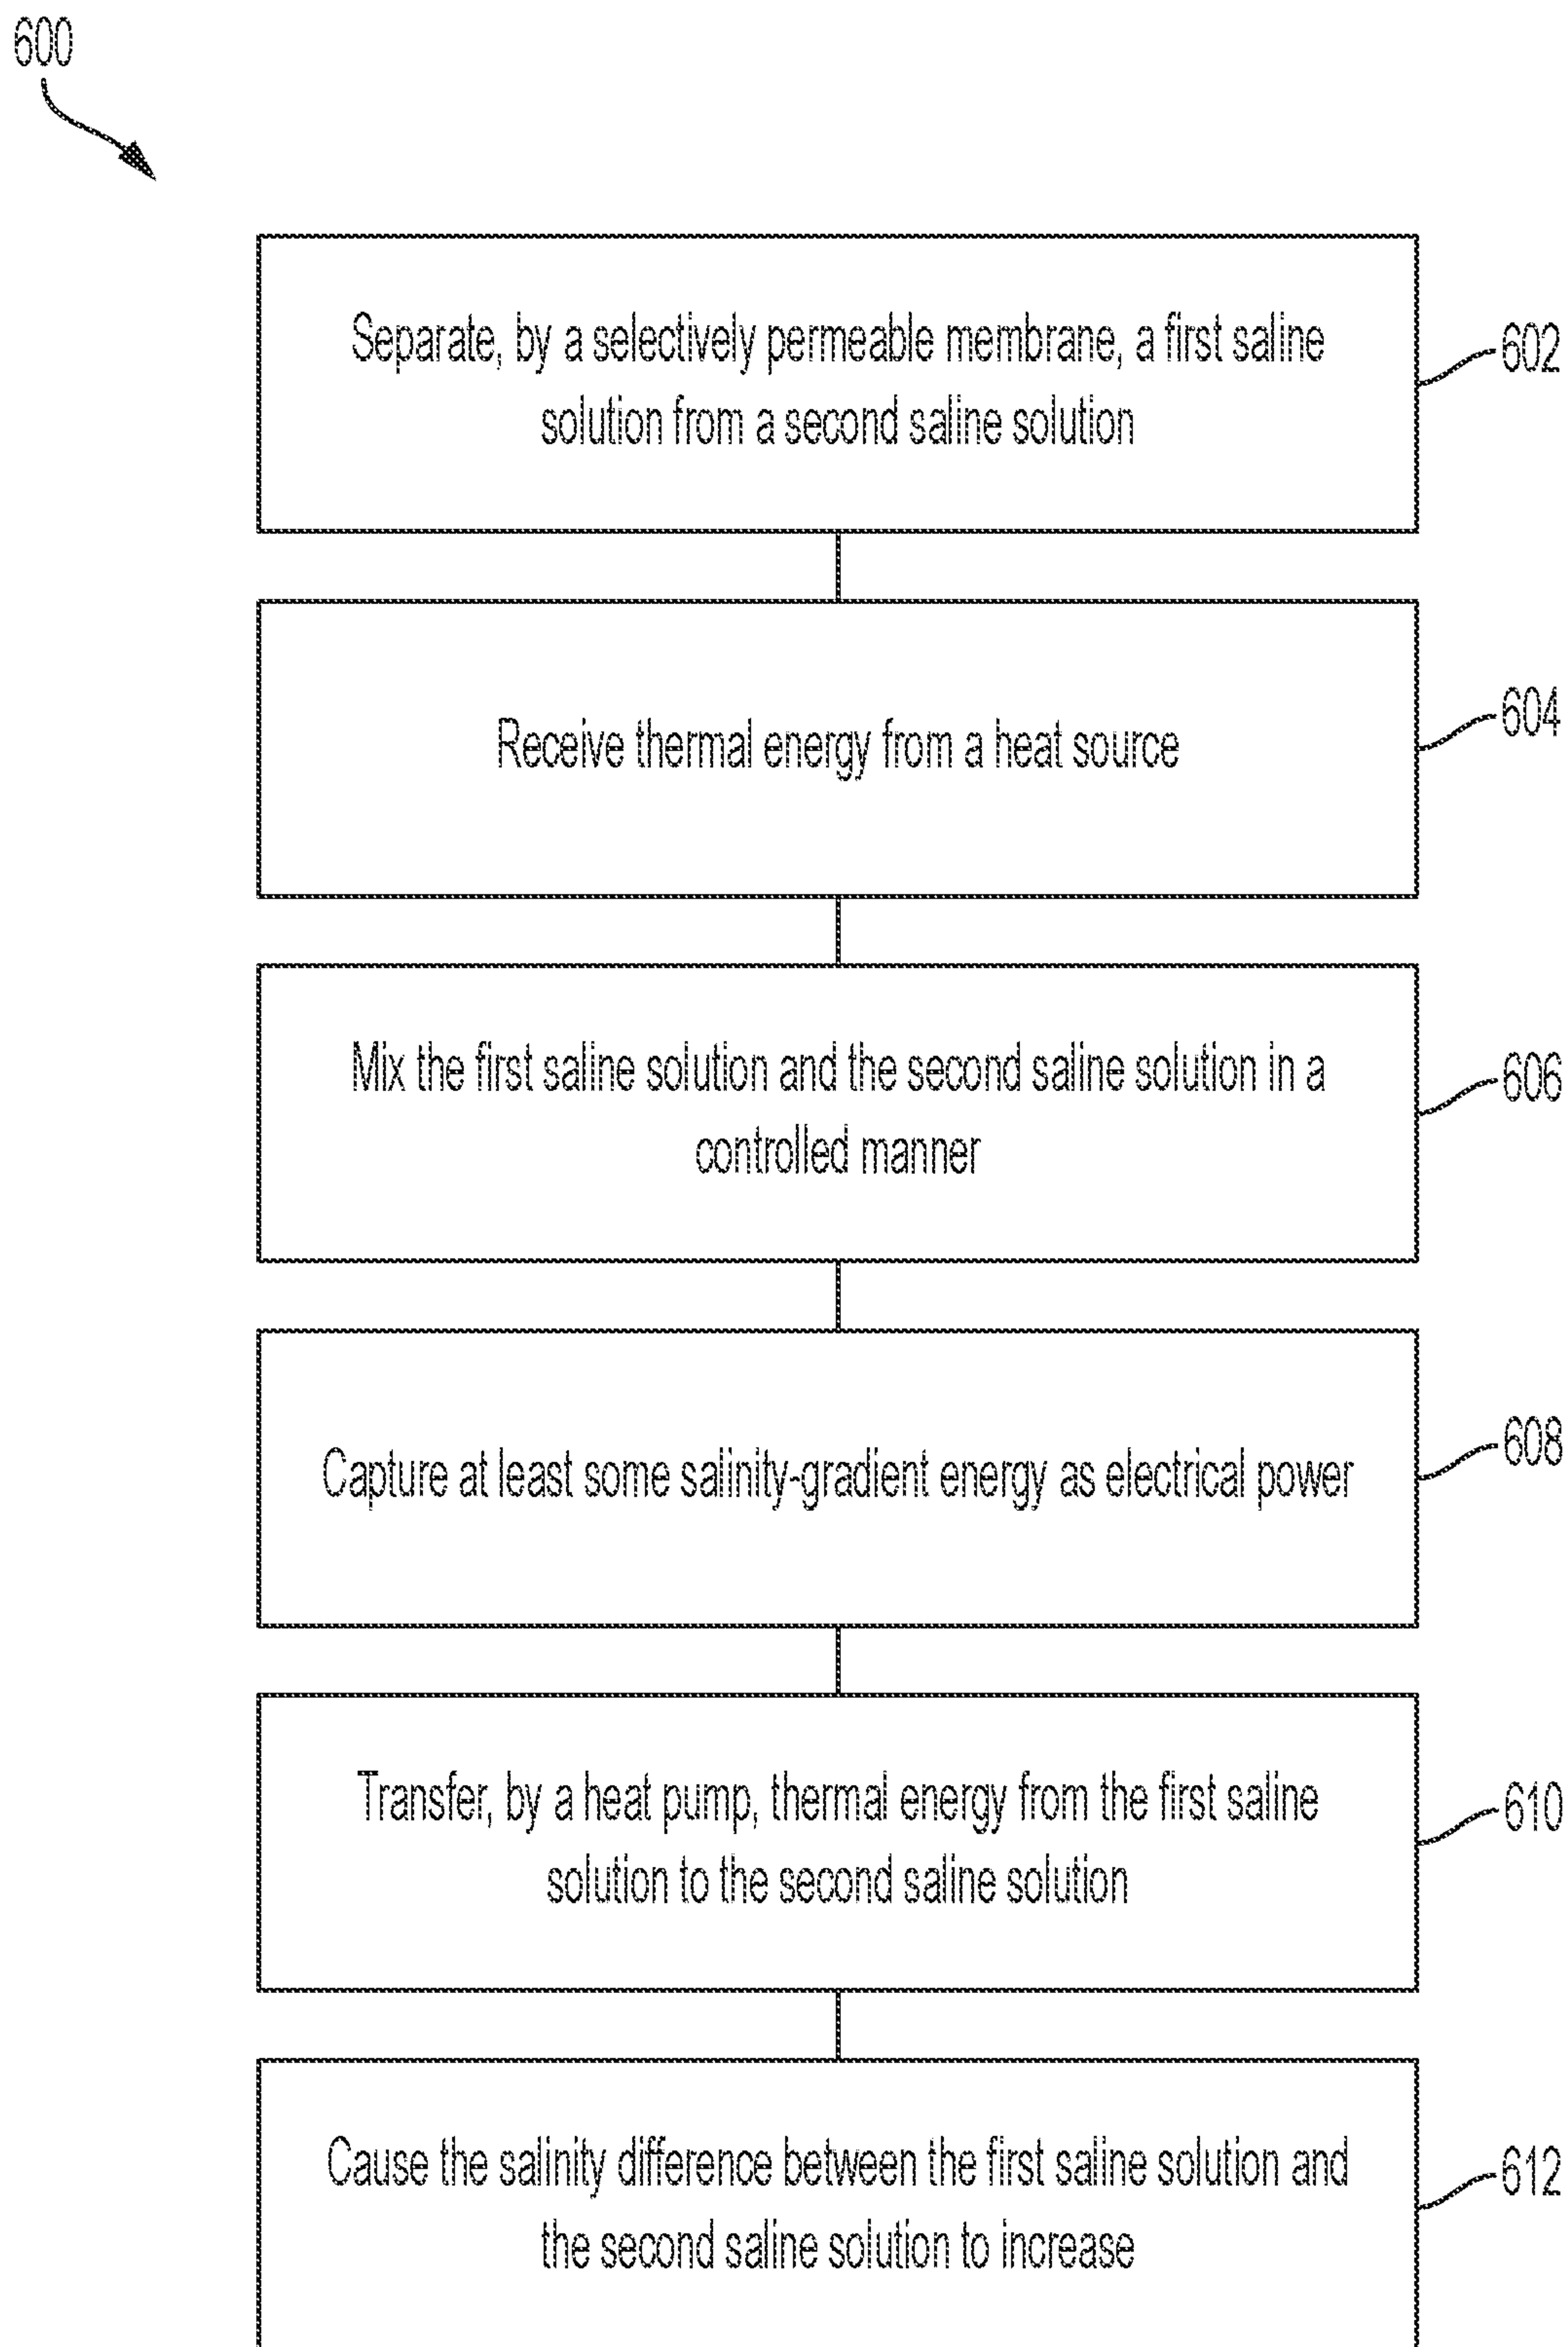 600
Separate, by a selectively permeable membrane, a first saline
solution from a second saline solution
602
Receive thermal energy from a heat source
604
Mix the first saline solution and the second saline solution in a
controlled manner
606
Capture at least some salinity-gradient energy as electrical power
608
Transfer, by a heat pump, thermal energy from the first saline
solution to the second saline solution
610
Cause the salinity difference between the first saline solution and
the second saline solution to increase
612